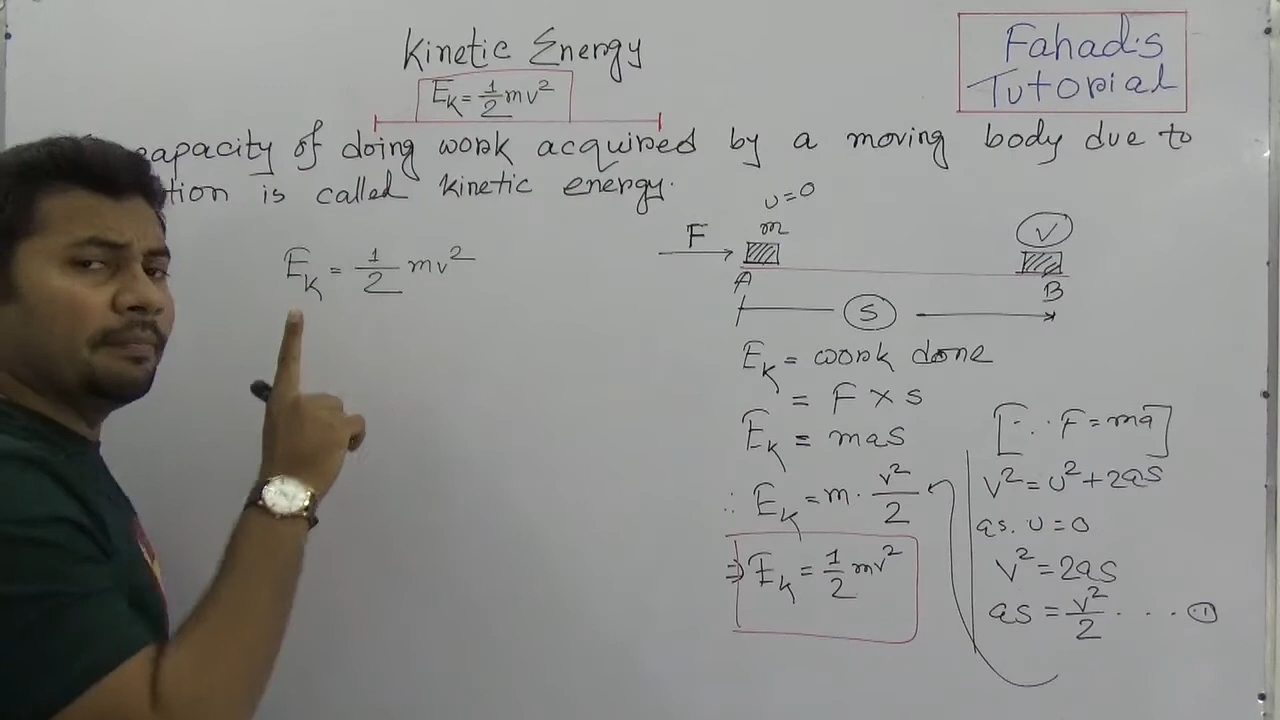 Kinetic Energy
Eₖ = ½ mv²
Fahad's
Tutorial
capacity of doing work acquired by a moving body due to
is called kinetic energy.
Eₖ = ½ mv²
u=0
F
m
V
A
B
S
Eₖ = work done
= F × s
Eₖ = mas
[∵ F = ma]
∴ Eₖ = m · v²/2
v² = u² + 2as
as. u = 0
v² = 2as
as = v²/2 · · · ①
⇒ Eₖ = ½ mv²